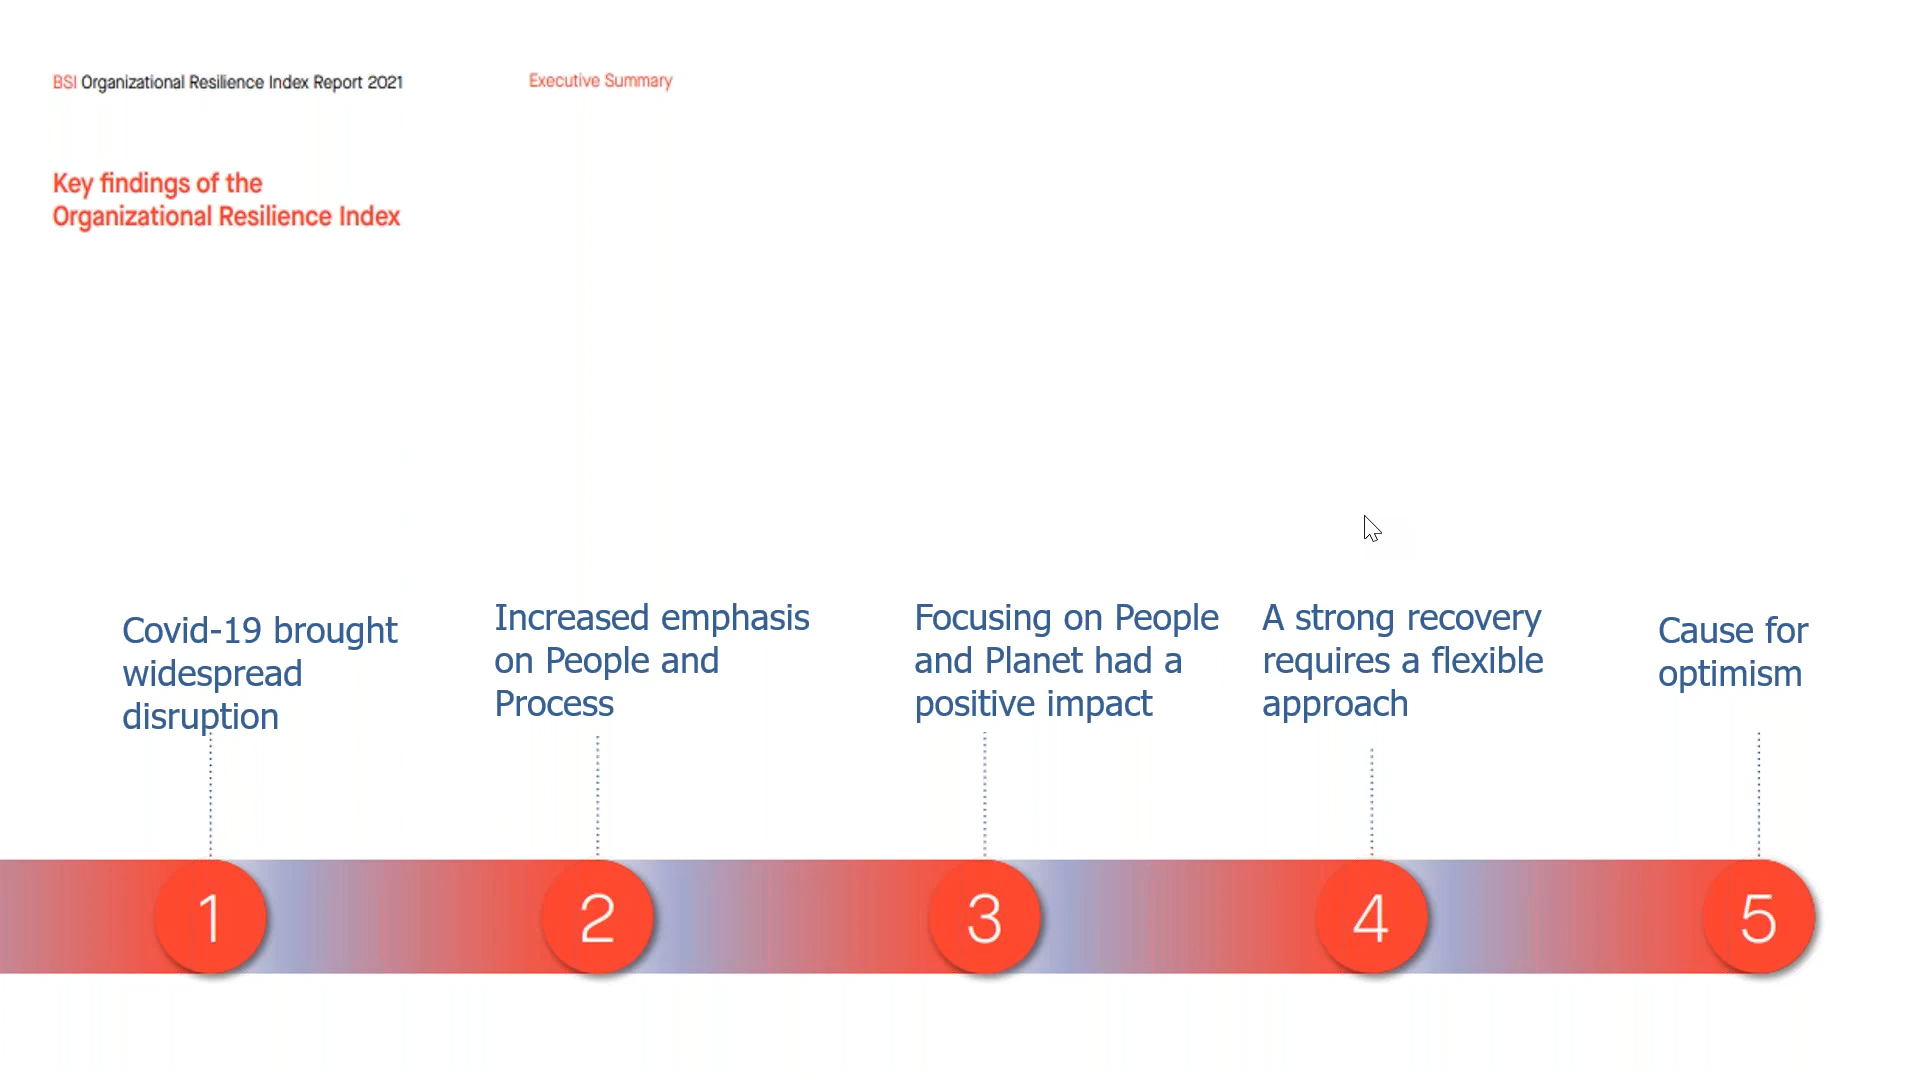 BSI Organizational Resilience Index Report 2021
Executive Summary
Key findings of the
Organizational Resilience Index
Covid-19 brought
widespread
disruption
Increased emphasis
on People and
Process
Focusing on People
and Planet had a
positive impact
A strong recovery
requires a flexible
approach
Cause for
optimism
1
2
3
4
5